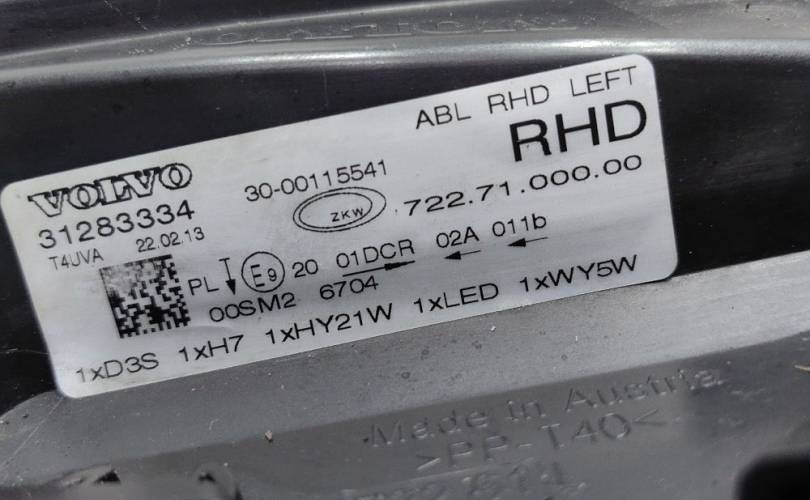 ABL RHD LEFT
RHD
VOLVO
30-00115541
31283334
ZKW
722.71.000.00
T4UVA 22.02.13
PL E9 20 01DCR 02A 011b
00SM2 6704
1xD3S 1xH7 1xHY21W 1xLED 1xWY5W
Made in Austria
>PP-T40<